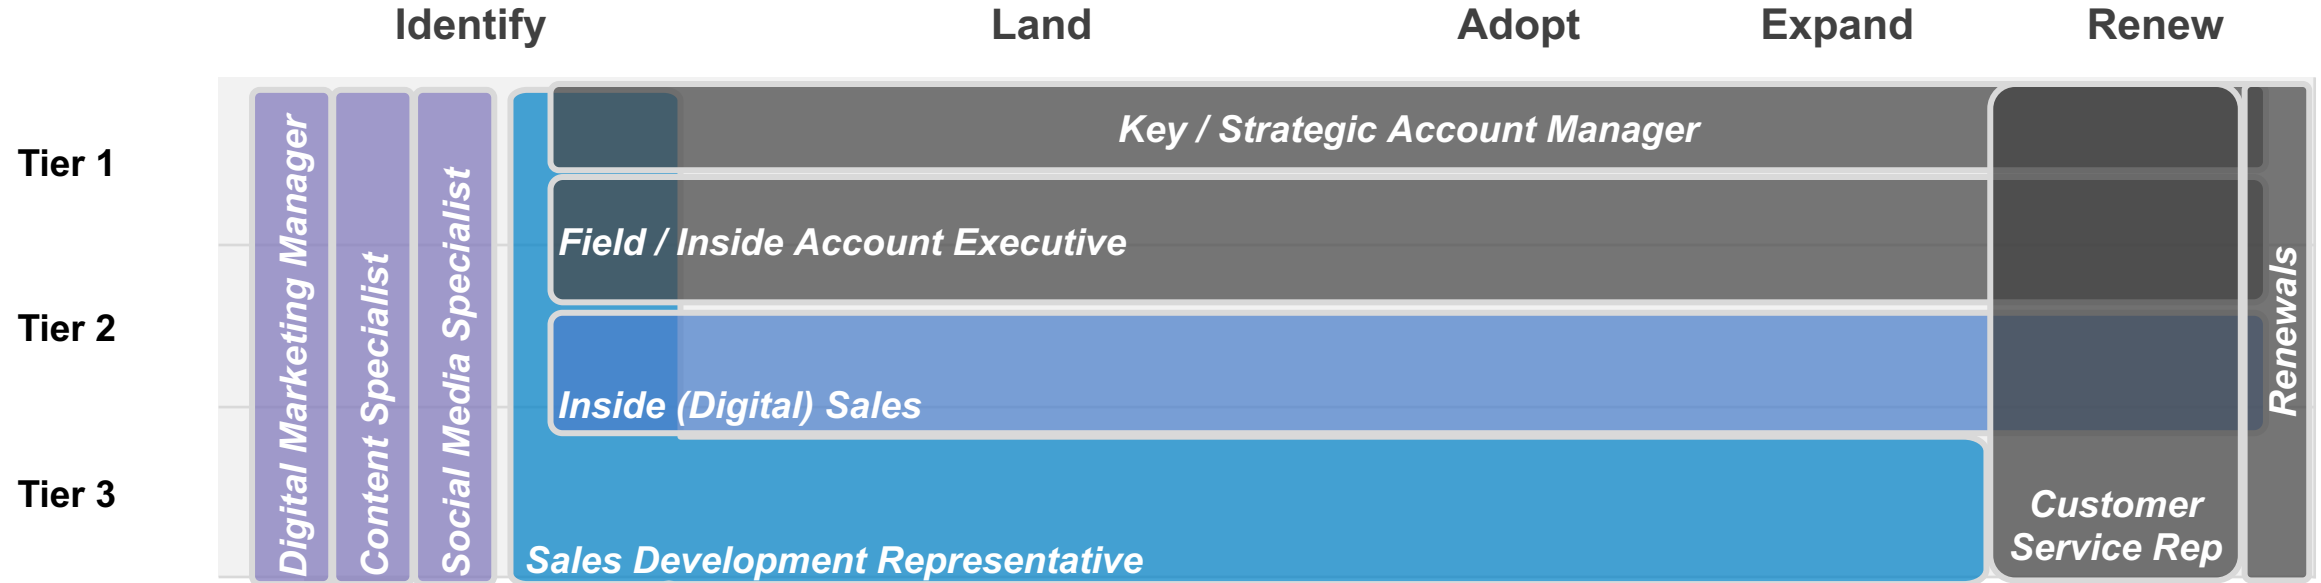 Identify
Land
Adopt
Expand
Renew
Tier 1
Tier 2
Tier 3
Digital Marketing Manager
Content Specialist
Social Media Specialist
Key / Strategic Account Manager
Field / Inside Account Executive
Inside (Digital) Sales
Sales Development Representative
Customer
Service Rep
Renewals